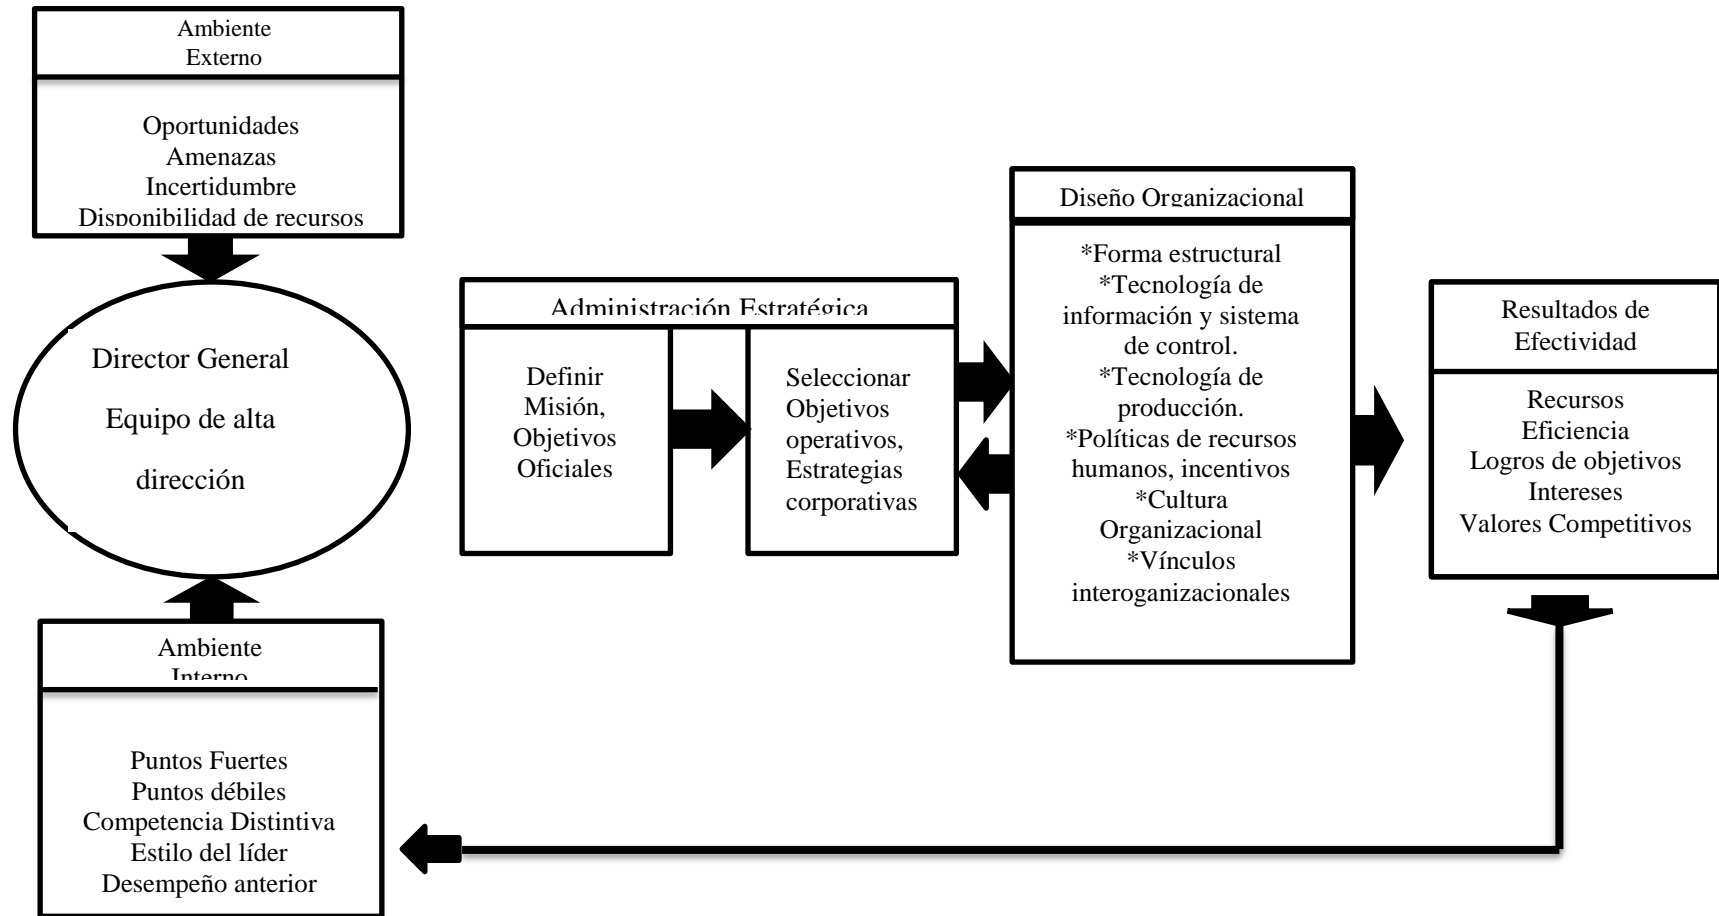 Ambiente
Externo
Oportunidades
Amenazas
Incertidumbre
Disponibilidad de recursos
Director General
Equipo de alta
dirección
Ambiente
Interno
Puntos Fuertes
Puntos débiles
Competencia Distintiva
Estilo del líder
Desempeño anterior
Administración Estratégica
Definir
Misión,
Objetivos
Oficiales
Seleccionar
Objetivos
operativos,
Estrategias
corporativas
Diseño Organizacional
*Forma estructural
*Tecnología de
información y sistema
de control.
*Tecnología de
producción.
*Políticas de recursos
humanos, incentivos
*Cultura
Organizacional
*Vínculos
interoganizacionales
Resultados de
Efectividad
Recursos
Eficiencia
Logros de objetivos
Intereses
Valores Competitivos